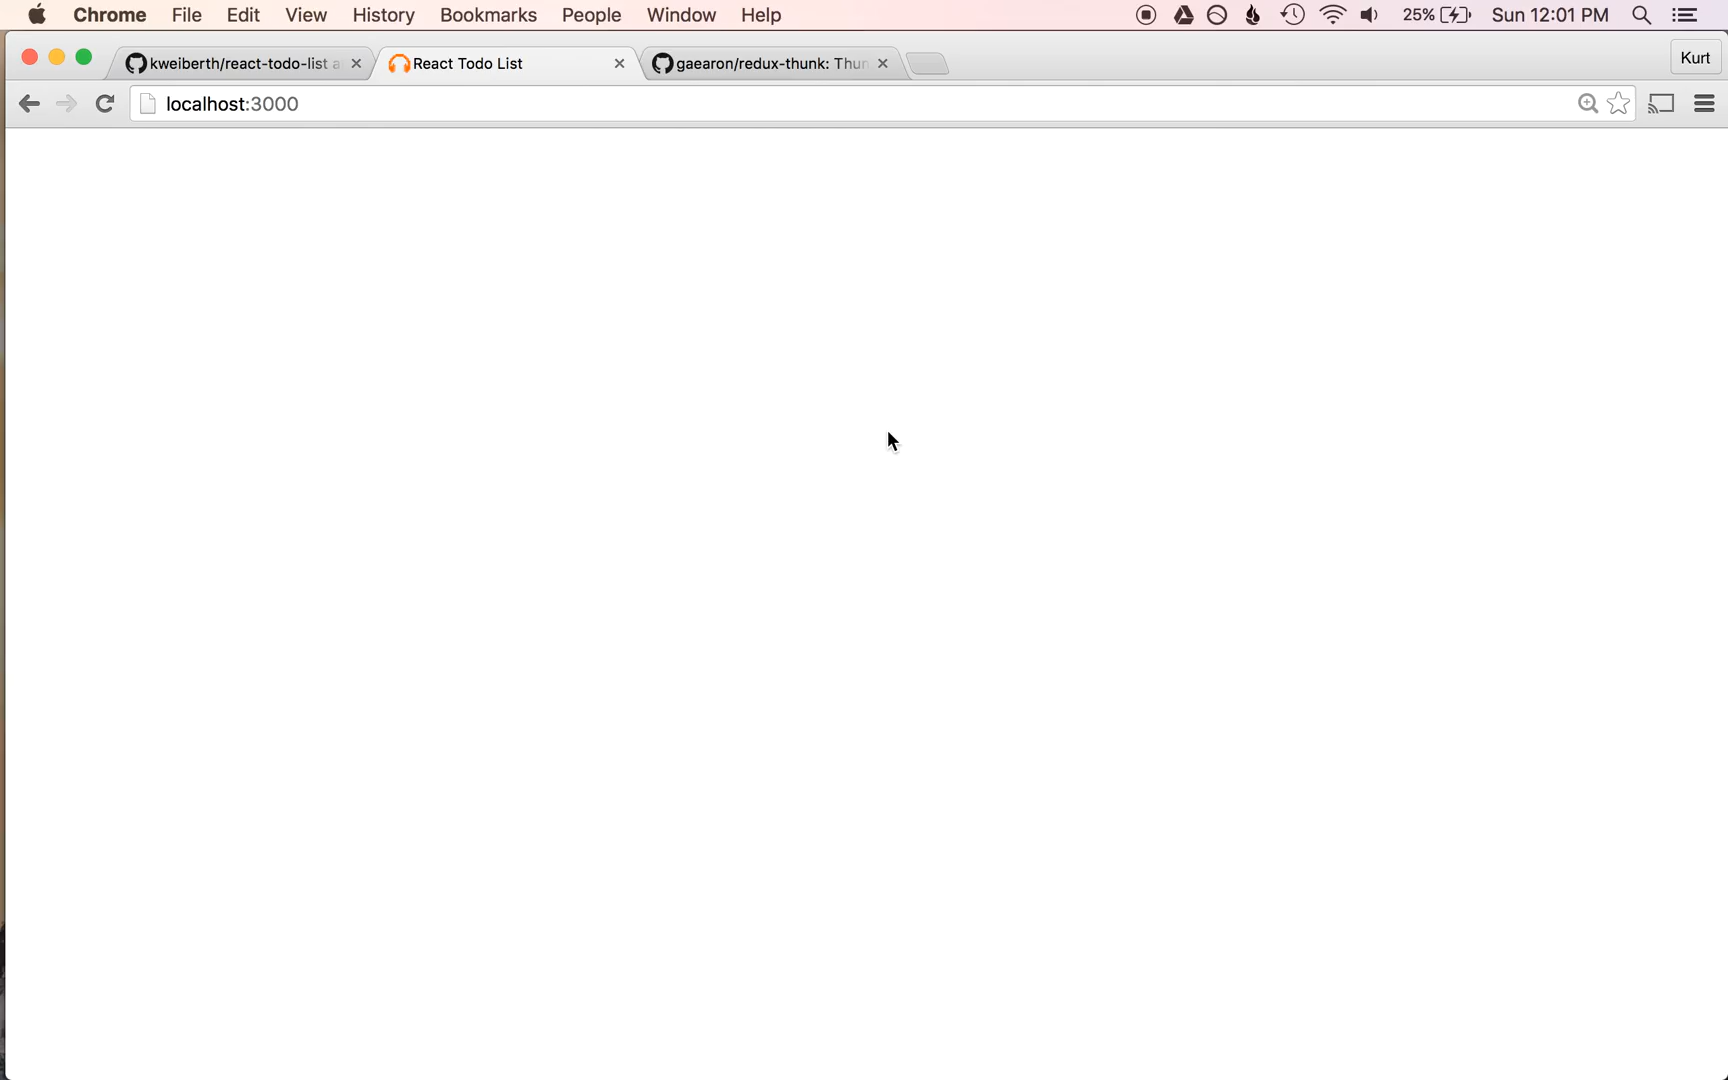 Chrome File Edit View History Bookmarks People Window Help 25% Sun 12:01 PM
kweiberth/react-todo-list React Todo List gaearon/redux-thunk: Thun Kurt
localhost:3000